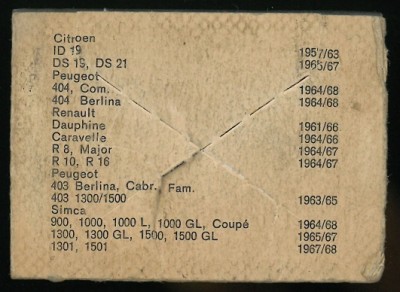 Citroen
ID 19 1957/63
DS 19, DS 21 1965/67
Peugeot
404, Com. 1964/68
404 Berlina 1964/68
Renault
Dauphine 1961/66
Caravelle 1964/66
R 8, Major 1964/67
R 10, R 16 1964/67
Peugeot
403 Berlina, Cabr. Fam.
403 1300/1500 1963/65
Simca
900, 1000, 1000 L, 1000 GL, Coupé 1964/68
1300, 1300 GL, 1500, 1500 GL 1965/67
1301, 1501 1967/68